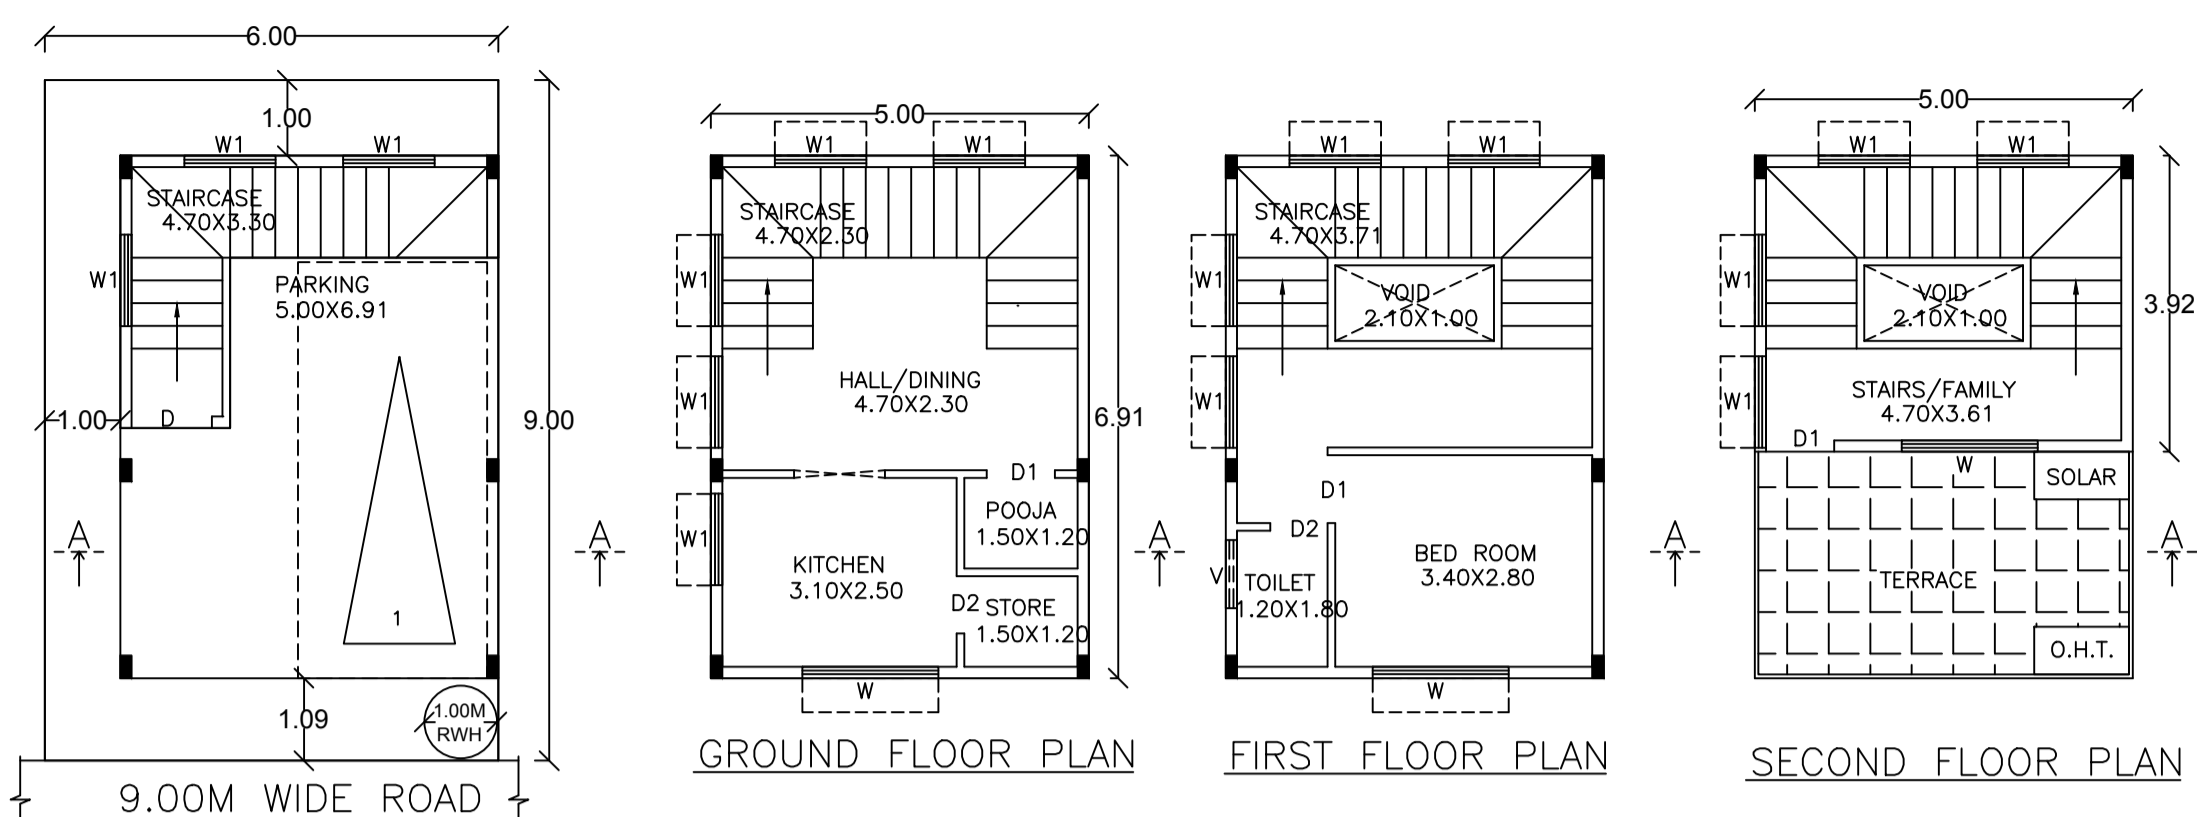 6.00
1.00
W1
W1
STAIRCASE
4.70X3.30
W1
PARKING
5.00X6.91
1.00
D
9.00
A
A
1
1.09
1.00M
RWH
9.00M WIDE ROAD
5.00
W1
W1
STAIRCASE
4.70X2.30
W1
HALL/DINING
4.70X2.30
W1
6.91
D1
POOJA
1.50X1.20
W1
KITCHEN
3.10X2.50
D2
STORE
1.50X1.20
W
A
GROUND FLOOR PLAN
W1
W1
STAIRCASE
4.70X3.71
W1
VOID
2.10X1.00
W1
D1
D2
V
TOILET
1.20X1.80
BED ROOM
3.40X2.80
W
A
FIRST FLOOR PLAN
5.00
W1
W1
W1
VOID
2.10X1.00
3.92
W1
STAIRS/FAMILY
4.70X3.61
D1
W
SOLAR
TERRACE
O.H.T.
A
SECOND FLOOR PLAN